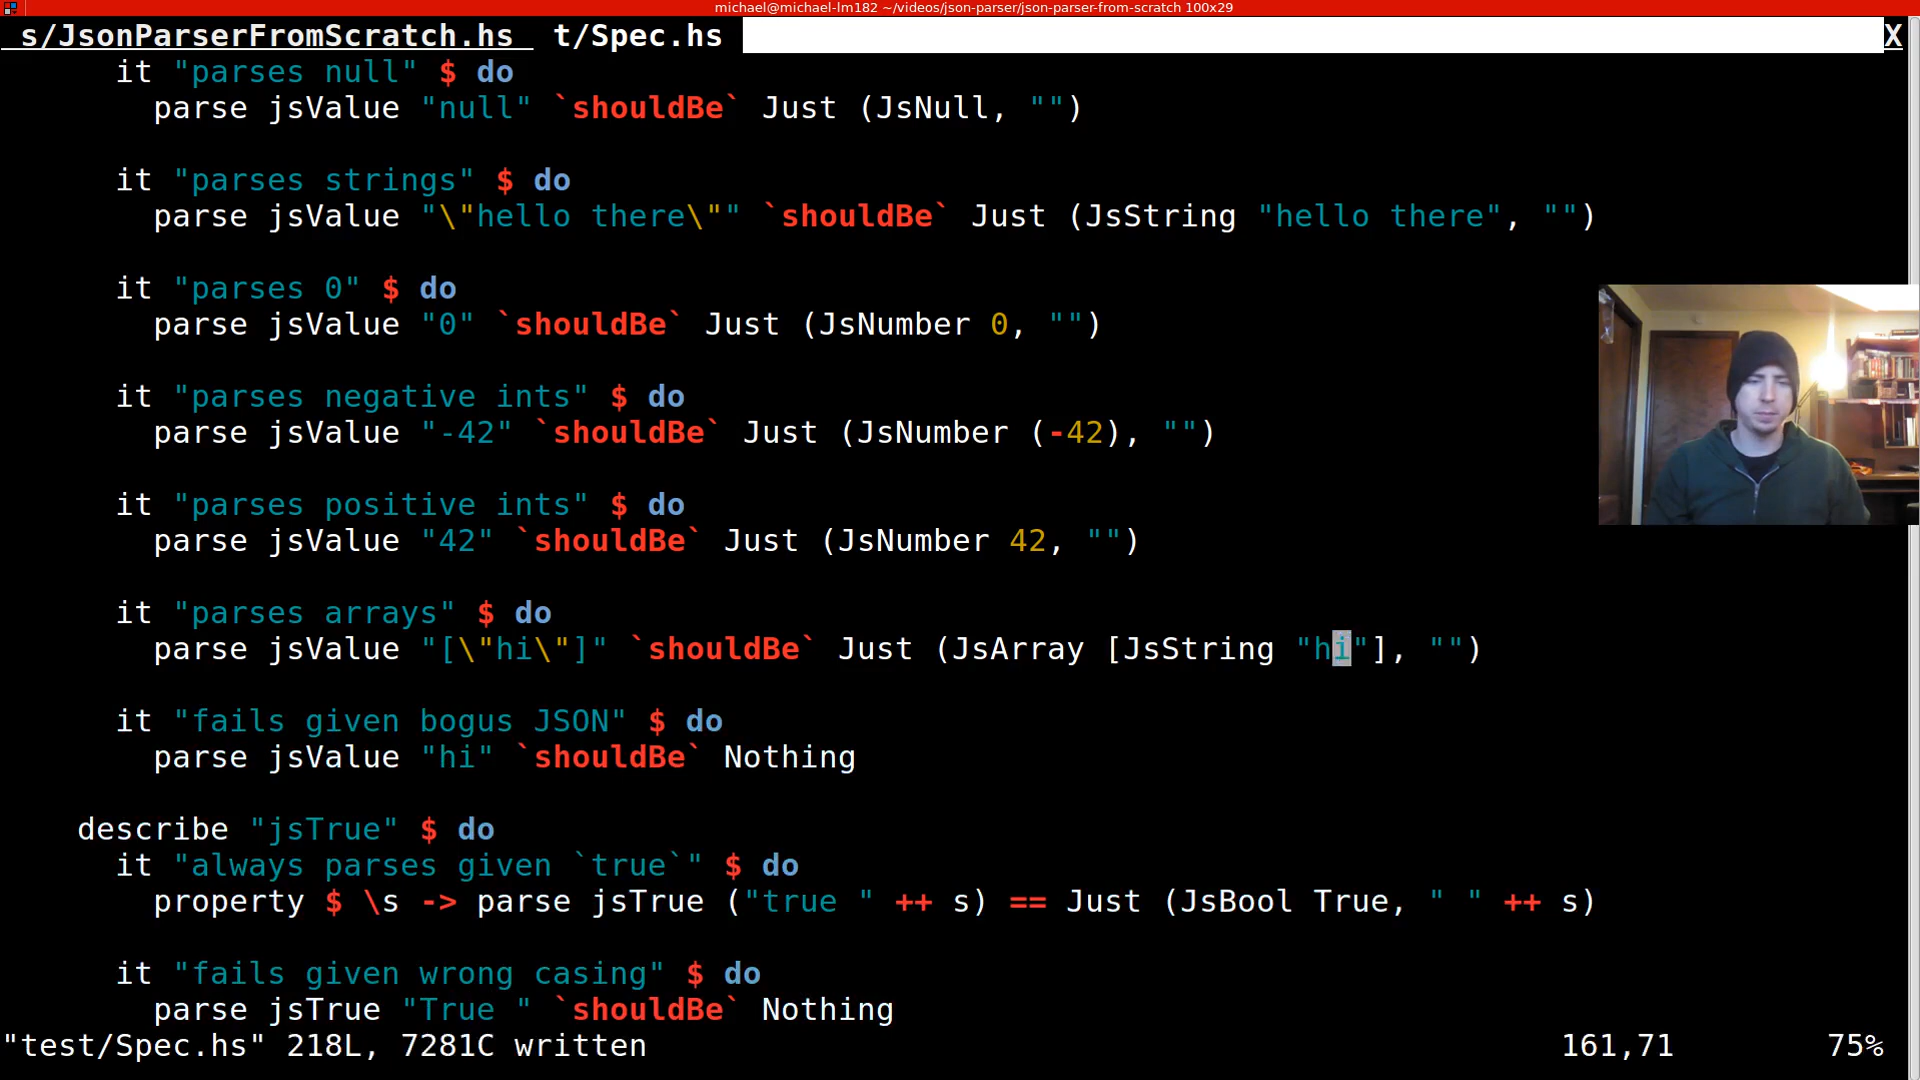 michael@michael-lm182 ~/videos/json-parser/json-parser-from-scratch 100x29
s/JsonParserFromScratch.hs  t/Spec.hs  X
      it "parses null" $ do
        parse jsValue "null" `shouldBe` Just (JsNull, "")

      it "parses strings" $ do
        parse jsValue "\"hello there\"" `shouldBe` Just (JsString "hello there", "")

      it "parses 0" $ do
        parse jsValue "0" `shouldBe` Just (JsNumber 0, "")

      it "parses negative ints" $ do
        parse jsValue "-42" `shouldBe` Just (JsNumber (-42), "")

      it "parses positive ints" $ do
        parse jsValue "42" `shouldBe` Just (JsNumber 42, "")

      it "parses arrays" $ do
        parse jsValue "[\"hi\"]" `shouldBe` Just (JsArray [JsString "hi"], "")

      it "fails given bogus JSON" $ do
        parse jsValue "hi" `shouldBe` Nothing

    describe "jsTrue" $ do
      it "always parses given `true`" $ do
        property $ \s -> parse jsTrue ("true " ++ s) == Just (JsBool True, " " ++ s)

      it "fails given wrong casing" $ do
        parse jsTrue "True " `shouldBe` Nothing
"test/Spec.hs" 218L, 7281C written  161,71  75%